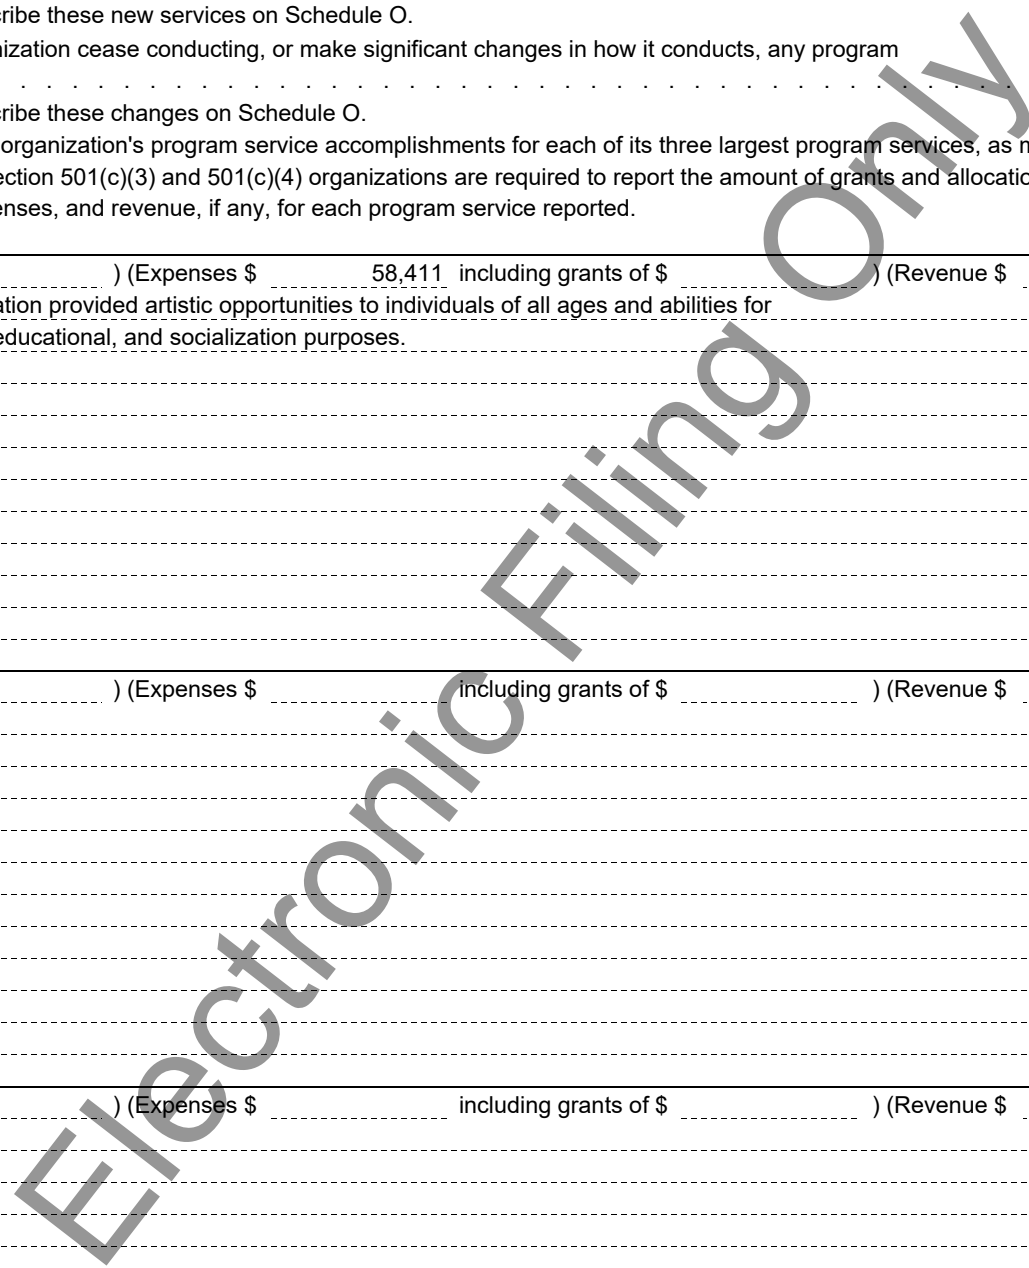 cribe these new services on Schedule O.
nization cease conducting, or make significant changes in how it conducts, any program
. . . . . . . . . . . . . . . . . . . . . . . . . . . . . . . . . . . . . . .
cribe these changes on Schedule O.
organization's program service accomplishments for each of its three largest program services, as m
ection 501(c)(3) and 501(c)(4) organizations are required to report the amount of grants and allocatio
enses, and revenue, if any, for each program service reported.
) (Expenses $ 58,411 including grants of $ ) (Revenue $
ation provided artistic opportunities to individuals of all ages and abilities for
educational, and socialization purposes.
) (Expenses $ including grants of $ ) (Revenue $
) (Expenses $ including grants of $ ) (Revenue $
Electronic Filing Only